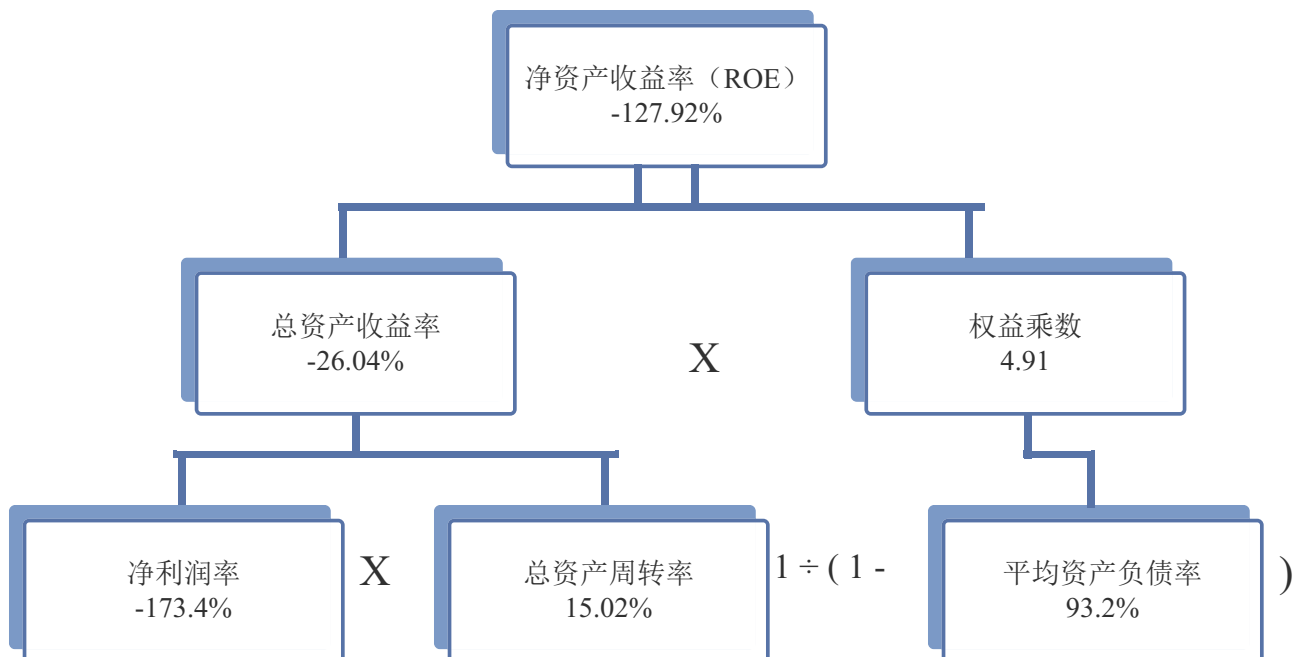 净资产收益率（ROE）
-127.92%
总资产收益率
-26.04%
X
权益乘数
4.91
净利润率
-173.4%
X
总资产周转率
15.02%
1 ÷ ( 1 -
平均资产负债率
93.2%
)